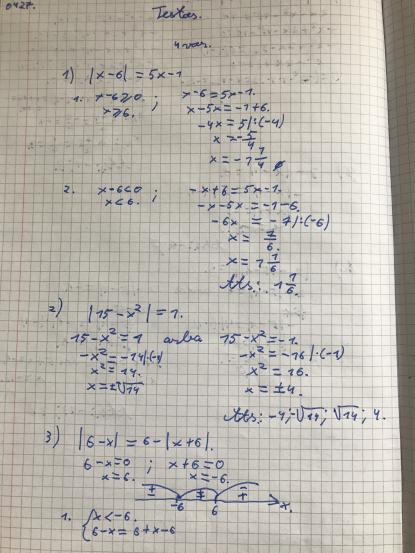 0427.
Testas.
4 var.
1) |x-6| = 5x-1
1. x-6⩾0 ; x-6=5x-1.
x⩾6. x-5x=-1+6.
-4x=5|:(-4)
x=-5/4
x=-1 1/4 ∅
2. x-6<0 ; -x+6=5x-1.
x<6. -x-5x=-1-6.
-6x = -7|:(-6)
x= 7/6.
x=1 1/6
Ats.: 1 1/6.
2) |15-x²|=1.
15-x²=1 arba 15-x²=-1.
-x²=-14|·(-1) -x²=-16|·(-1)
x²=14. x²=16.
x=±√14 x=±4.
Ats.: -4; -√14; √14; 4.
3) |6-x|=6-|x+6|.
6-x=0 ; x+6=0
x=6. x=-6.
-6 6 x.
1. { x<-6.
6-x=6+x-6